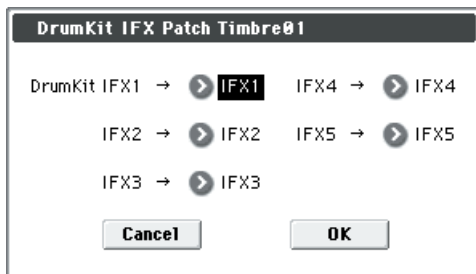 DrumKit IFX Patch Timbre01
DrumKit IFX1 → IFX1 IFX4 → IFX4
IFX2 → IFX2 IFX5 → IFX5
IFX3 → IFX3
Cancel OK